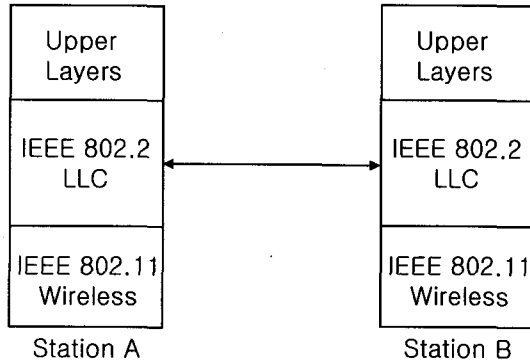 Upper
Layers
IEEE 802.2
LLC
IEEE 802.11
Wireless
Station A
Upper
Layers
IEEE 802.2
LLC
IEEE 802.11
Wireless
Station B